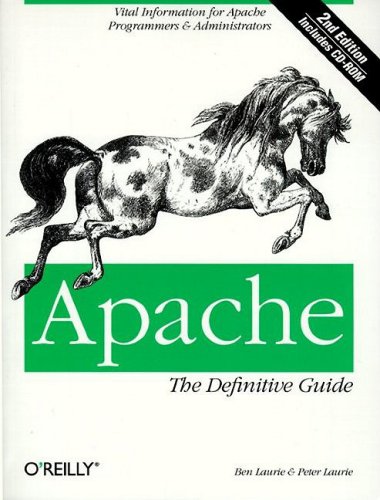 Vital Information for Apache
Programmers & Administrators
2nd Edition
Includes CD-ROM
Apache
The Definitive Guide
O'REILLY®
Ben Laurie & Peter Laurie